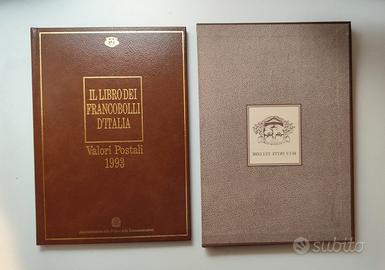 IL LIBRO DEI
FRANCOBOLLI
D'ITALIA
Valori Postali
1993
subito